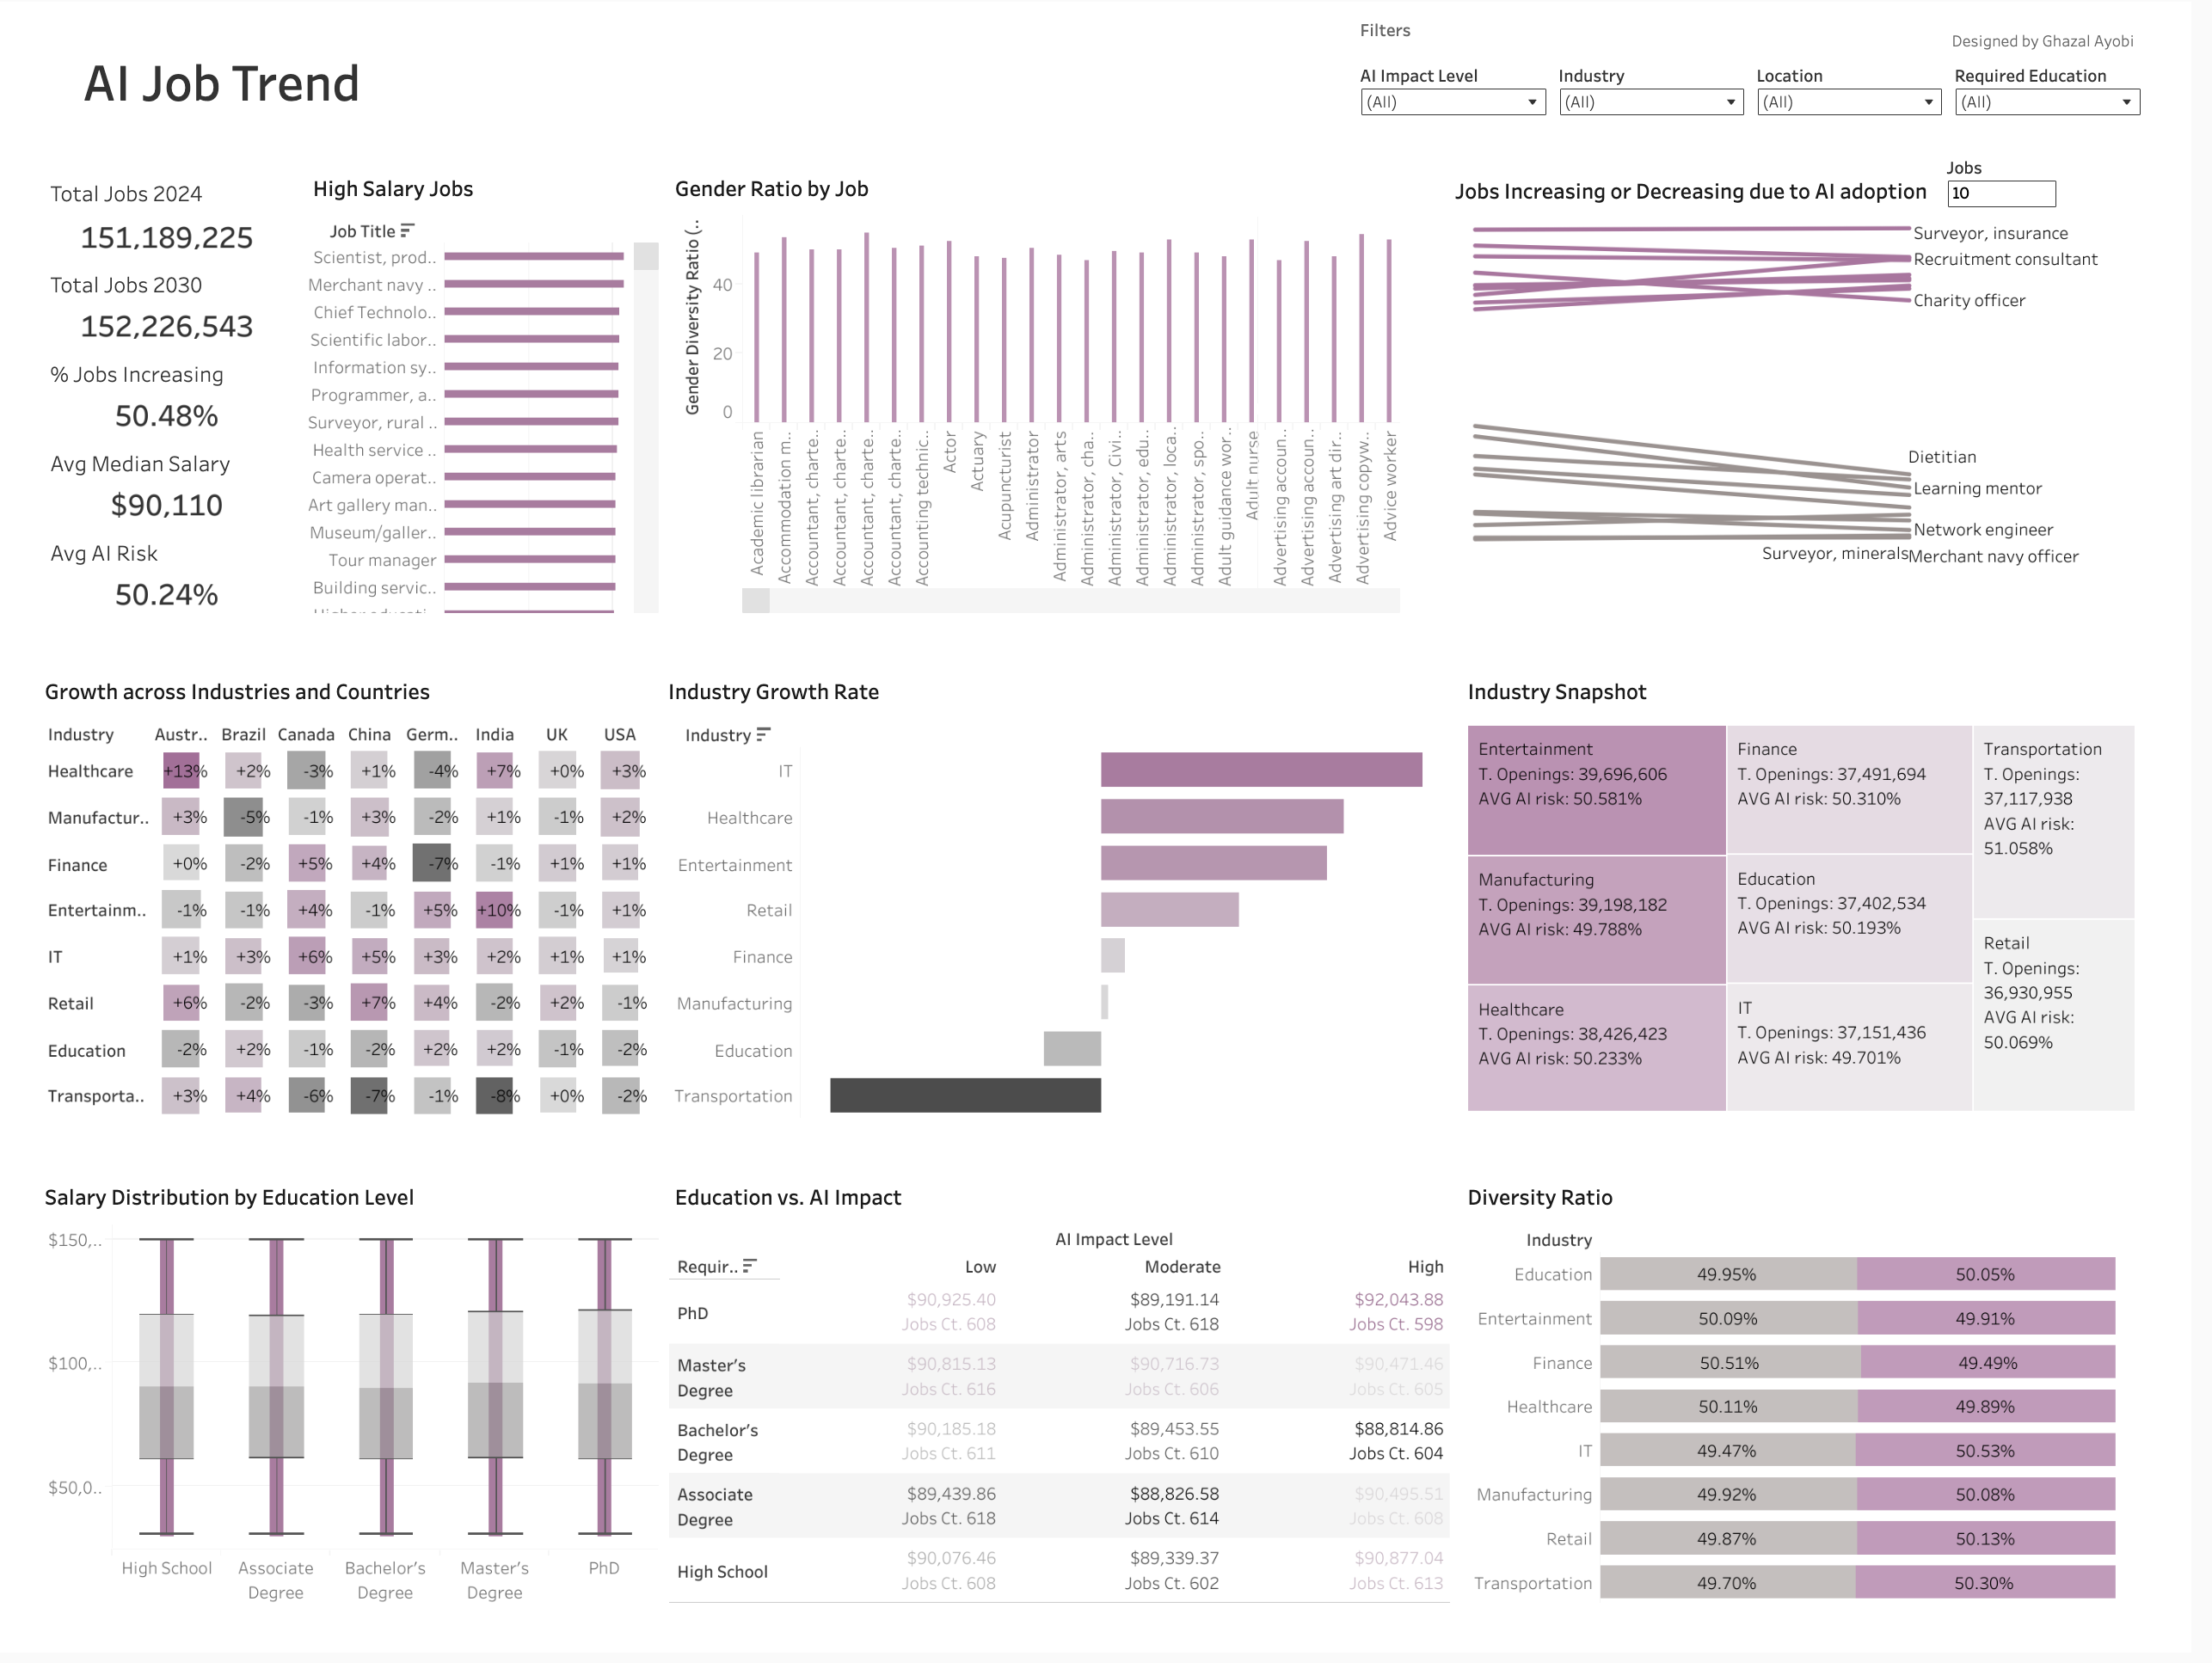 Filters
Designed by Ghazal Ayobi
AI Job Trend
AI Impact Level
Industry
Location
Required Education
(All)
(All)
(All)
(All)
Total Jobs 2024
151,189,225
Total Jobs 2030
152,226,543
% Jobs Increasing
50.48%
Avg Median Salary
$90,110
Avg AI Risk
50.24%
High Salary Jobs
Job Title
Scientist, prod..
Merchant navy ..
Chief Technolo..
Scientific labor..
Information sy..
Programmer, a..
Surveyor, rural ..
Health service ..
Camera operat..
Art gallery man..
Museum/galler..
Tour manager
Building servic..
Gender Ratio by Job
Gender Diversity Ratio (..
40
20
0
Academic librarian
Accommodation m..
Accountant, charte..
Accountant, charte..
Accountant, charte..
Accountant, charte..
Accounting technic..
Actor
Actuary
Acupuncturist
Administrator
Administrator, arts
Administrator, cha..
Administrator, Civi..
Administrator, edu..
Administrator, loca..
Administrator, spo..
Adult guidance wor..
Adult nurse
Advertising accoun..
Advertising accoun..
Advertising art dir..
Advertising copyw..
Advice worker
Jobs Increasing or Decreasing due to AI adoption
Jobs
10
Surveyor, insurance
Recruitment consultant
Charity officer
Dietitian
Learning mentor
Network engineer
Surveyor, minerals
Merchant navy officer
Growth across Industries and Countries
Industry Austr.. Brazil Canada China Germ.. India UK USA
Healthcare +13% +2% -3% +1% -4% +7% +0% +3%
Manufactur.. +3% -5% -1% +3% -2% +1% -1% +2%
Finance +0% -2% +5% +4% -7% -1% +1% +1%
Entertainm.. -1% -1% +4% -1% +5% +10% -1% +1%
IT +1% +3% +6% +5% +3% +2% +1% +1%
Retail +6% -2% -3% +7% +4% -2% +2% -1%
Education -2% +2% -1% -2% +2% +2% -1% -2%
Transporta.. +3% +4% -6% -7% -1% -8% +0% -2%
Industry Growth Rate
Industry
IT
Healthcare
Entertainment
Retail
Finance
Manufacturing
Education
Transportation
Industry Snapshot
Entertainment
T. Openings: 39,696,606
AVG AI risk: 50.581%
Manufacturing
T. Openings: 39,198,182
AVG AI risk: 49.788%
Healthcare
T. Openings: 38,426,423
AVG AI risk: 50.233%
Finance
T. Openings: 37,491,694
AVG AI risk: 50.310%
Education
T. Openings: 37,402,534
AVG AI risk: 50.193%
IT
T. Openings: 37,151,436
AVG AI risk: 49.701%
Transportation
T. Openings:
37,117,938
AVG AI risk:
51.058%
Retail
T. Openings:
36,930,955
AVG AI risk:
50.069%
Salary Distribution by Education Level
$150,..
$100,..
$50,0..
High School
Associate
Degree
Bachelor's
Degree
Master's
Degree
PhD
Education vs. AI Impact
AI Impact Level
Requir.. Low Moderate High
PhD
$90,925.40 $89,191.14 $92,043.88
Jobs Ct. 608 Jobs Ct. 618 Jobs Ct. 598
Master's
Degree
$90,815.13 $90,716.73 $90,471.46
Jobs Ct. 616 Jobs Ct. 606 Jobs Ct. 605
Bachelor's
Degree
$90,185.18 $89,453.55 $88,814.86
Jobs Ct. 611 Jobs Ct. 610 Jobs Ct. 604
Associate
Degree
$89,439.86 $88,826.58 $90,495.51
Jobs Ct. 618 Jobs Ct. 614 Jobs Ct. 608
High School
$90,076.46 $89,339.37 $90,877.04
Jobs Ct. 608 Jobs Ct. 602 Jobs Ct. 613
Diversity Ratio
Industry
Education 49.95% 50.05%
Entertainment 50.09% 49.91%
Finance 50.51% 49.49%
Healthcare 50.11% 49.89%
IT 49.47% 50.53%
Manufacturing 49.92% 50.08%
Retail 49.87% 50.13%
Transportation 49.70% 50.30%